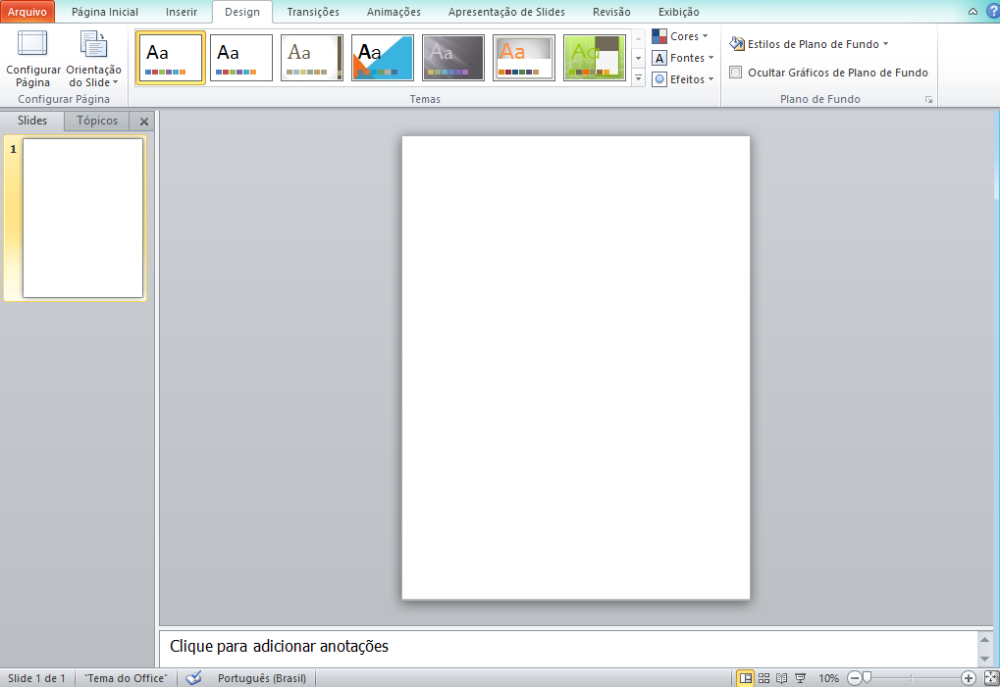 Arquivo Página Inicial Inserir Design Transições Animações Apresentação de Slides Revisão Exibição
Configurar Página
Orientação do Slide
Configurar Página
Aa Aa Aa Aa Aa Aa Aa
Temas
Cores
A Fontes
Efeitos
Estilos de Plano de Fundo
Ocultar Gráficos de Plano de Fundo
Plano de Fundo
Slides Tópicos
1
Clique para adicionar anotações
Slide 1 de 1 "Tema do Office" Português (Brasil) 10%